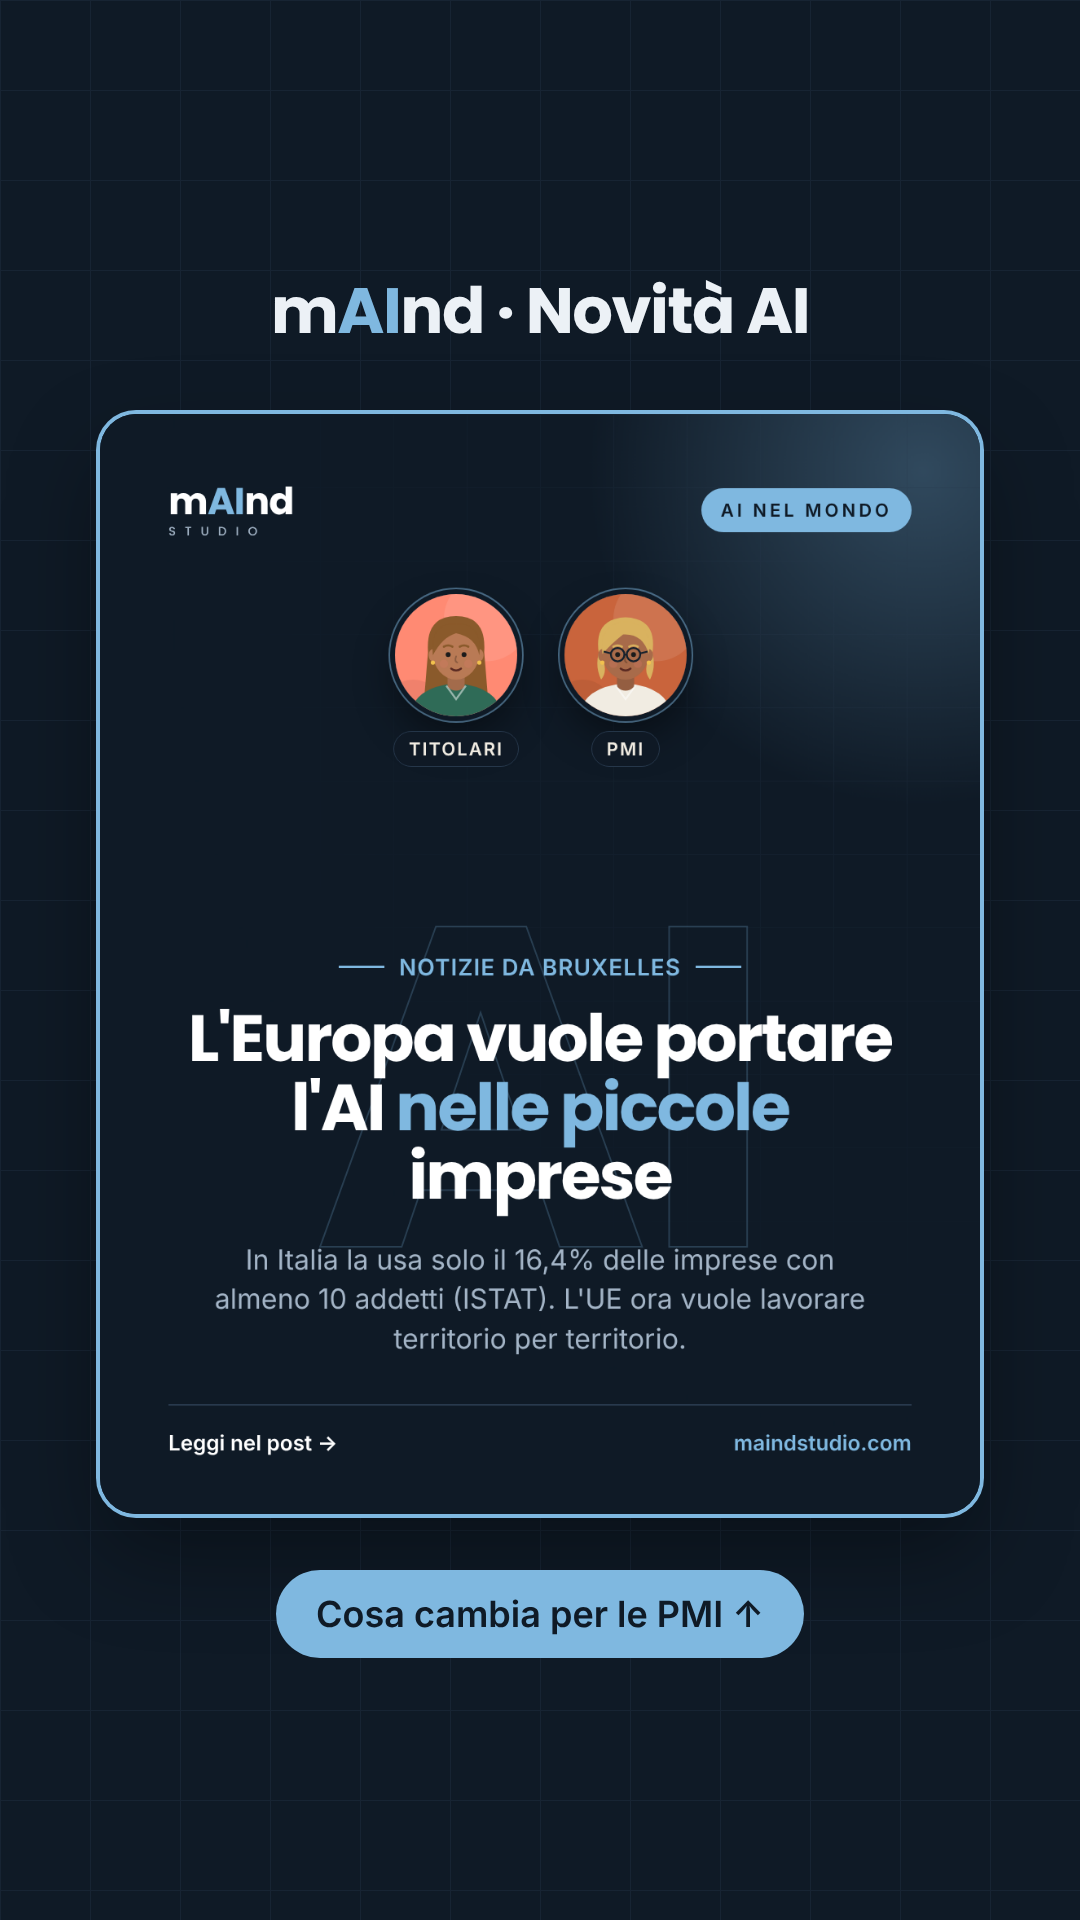 mAInd · Novità AI
mAInd
STUDIO
AI NEL MONDO
TITOLARI
PMI
AI
NOTIZIE DA BRUXELLES
L'Europa vuole portare
l'AI nelle piccole
imprese
In Italia la usa solo il 16,4% delle imprese con
almeno 10 addetti (ISTAT). L'UE ora vuole lavorare
territorio per territorio.
Leggi nel post →
maindstudio.com
Cosa cambia per le PMI ↑